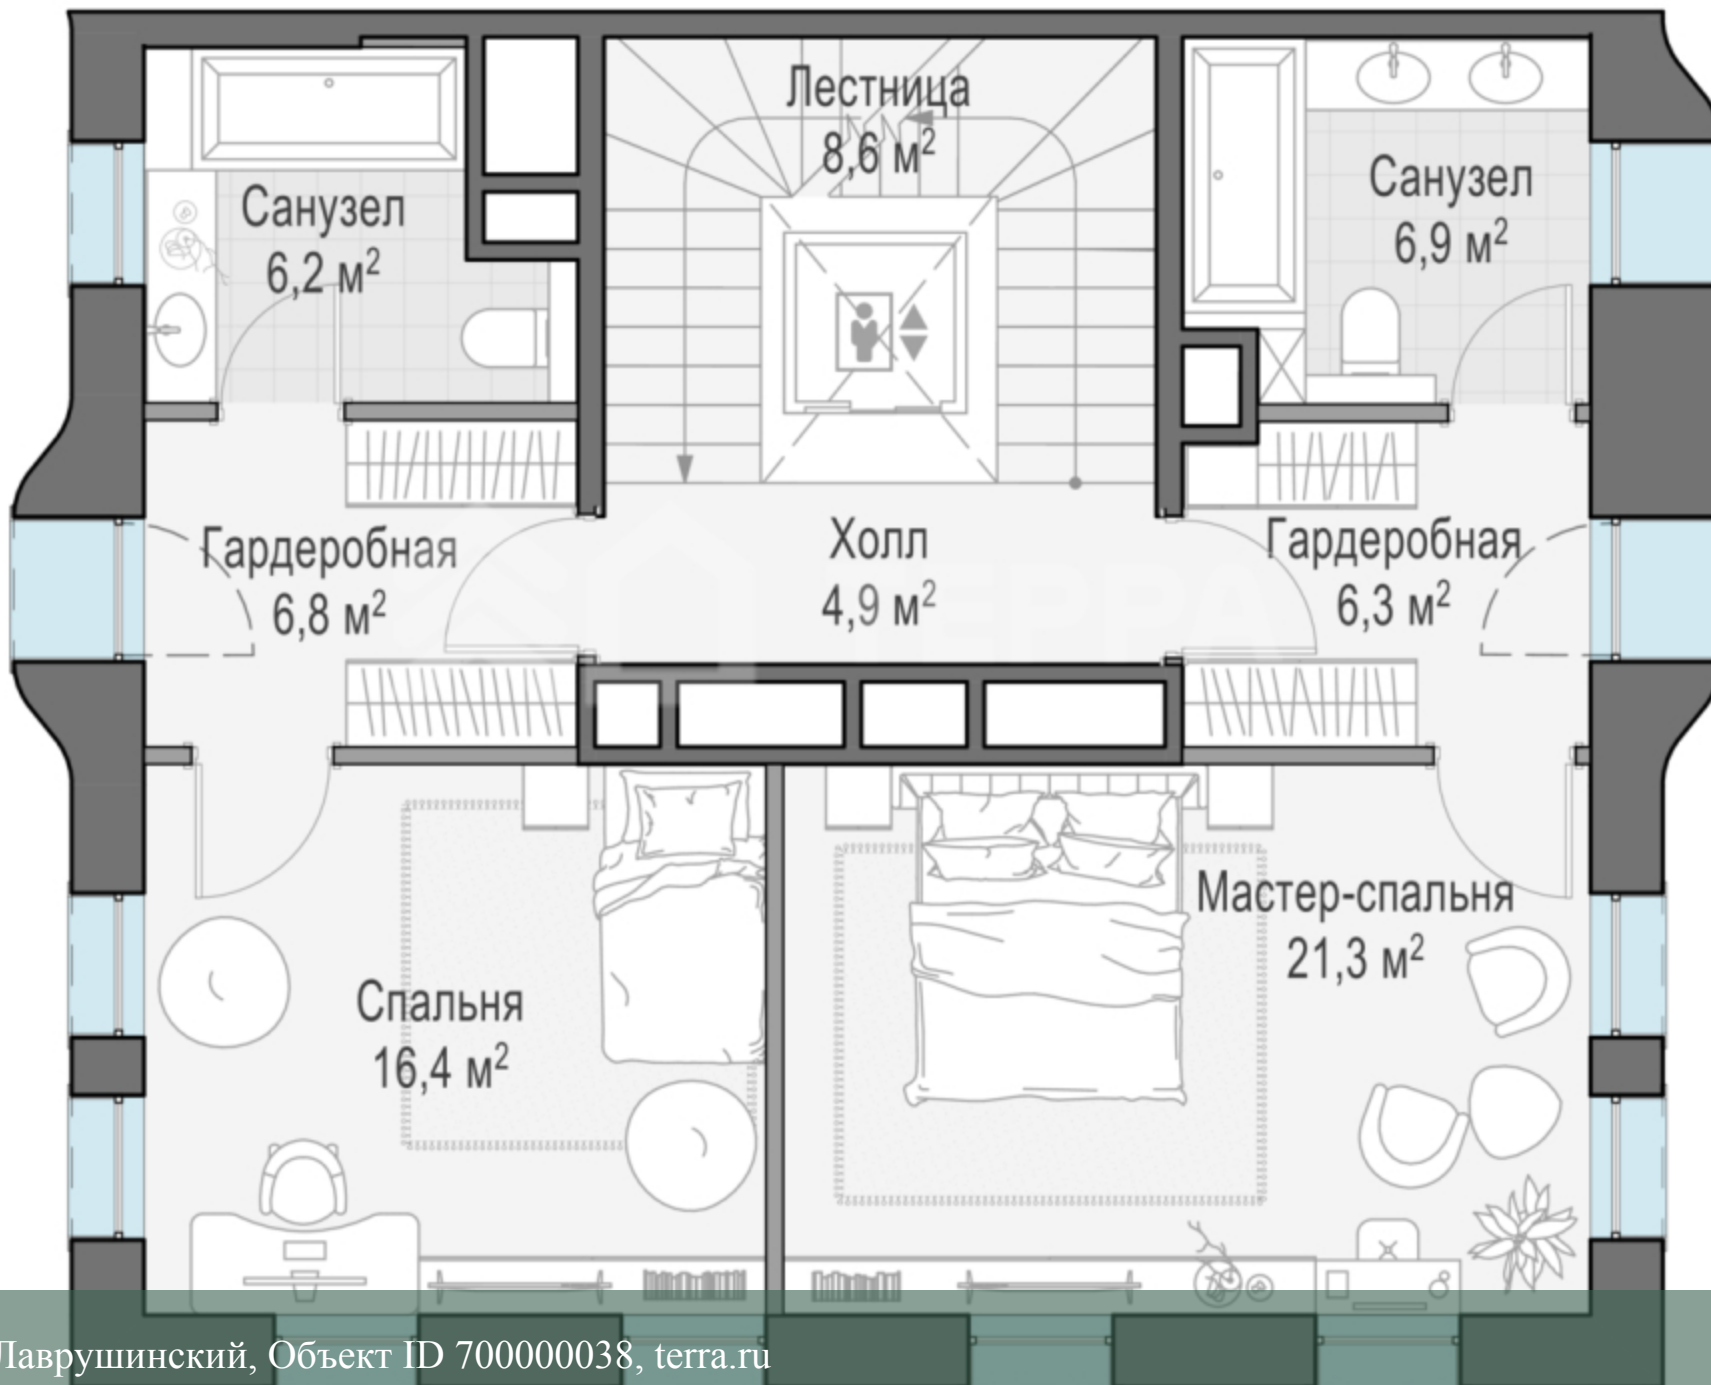 Лестница
8,6 м²
Санузел
6,2 м²
Санузел
6,9 м²
Гардеробная
6,8 м²
Холл
4,9 м²
Гардеробная
6,3 м²
Мастер-спальня
21,3 м²
Спальня
16,4 м²
TERRA
Лаврушинский, Объект ID 700000038, terra.ru